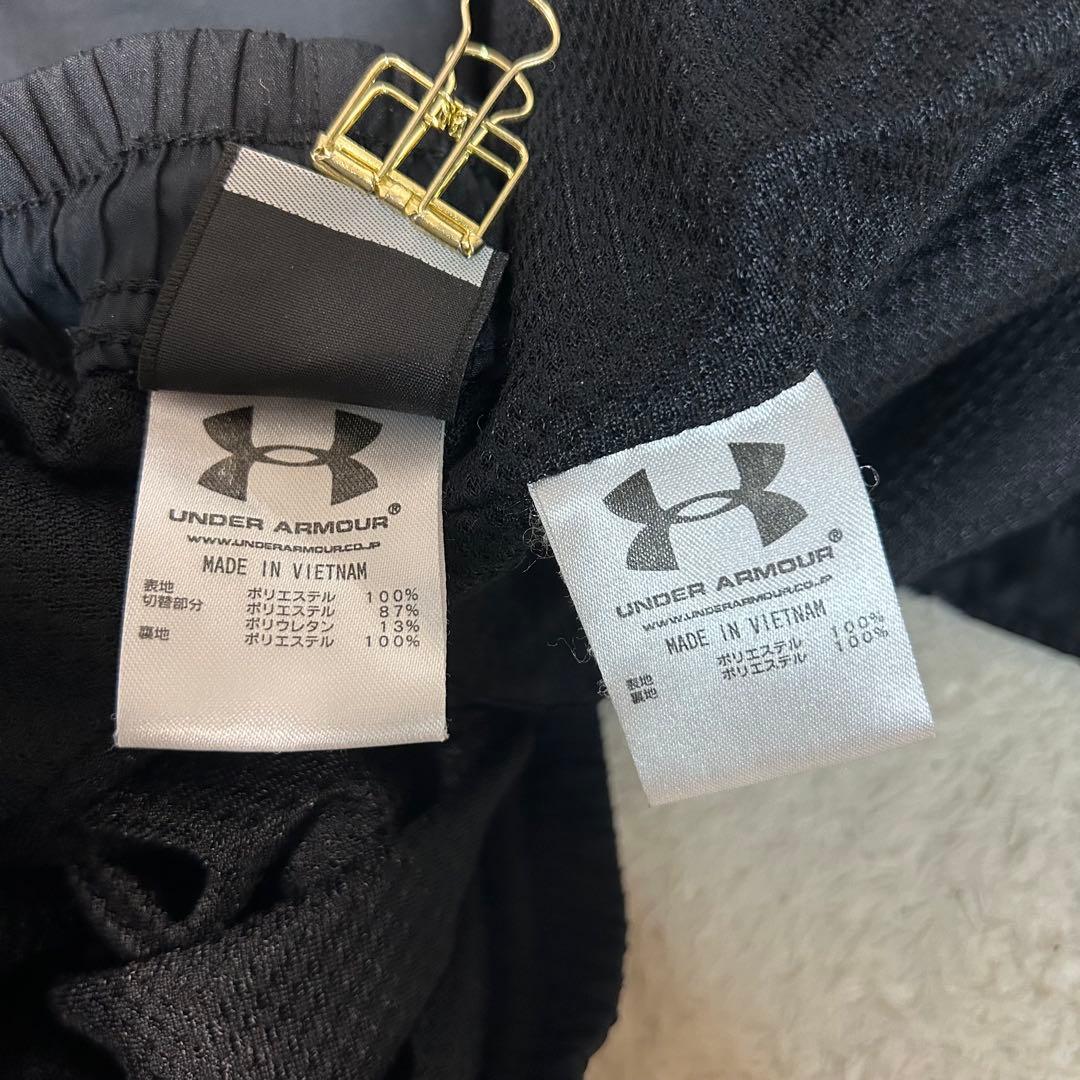 UNDER ARMOUR®
WWW.UNDERARMOUR.CO.JP
MADE IN VIETNAM
表地 ポリエステル 100%
切替部分 ポリエステル 87%
ポリウレタン 13%
裏地 ポリエステル 100%
UNDER ARMOUR®
WWW.UNDERARMOUR.CO.JP
MADE IN VIETNAM
表地 ポリエステル 100%
裏地 ポリエステル 100%